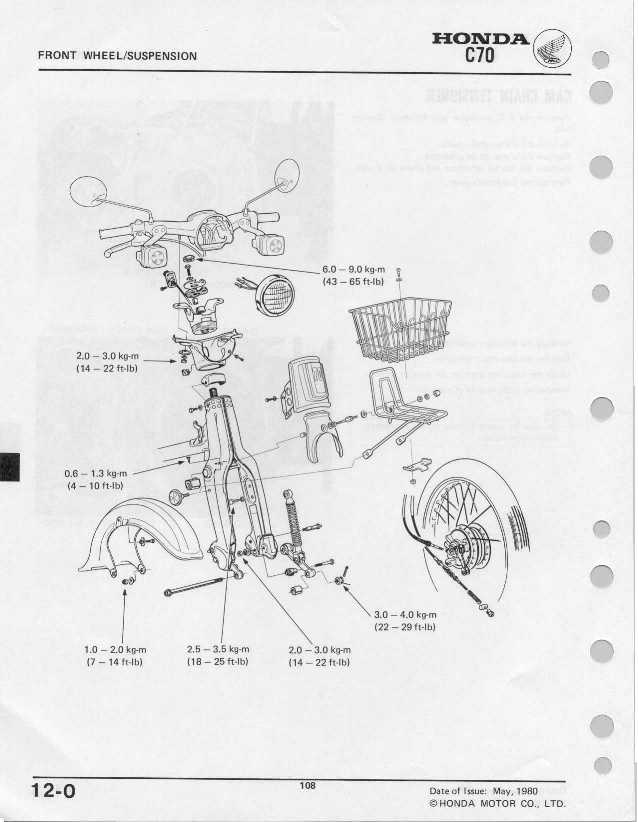 HONDA
C70
FRONT WHEEL/SUSPENSION
6.0 – 9.0 kg-m
(43 – 65 ft-lb)
2.0 – 3.0 kg-m
(14 – 22 ft-lb)
0.6 – 1.3 kg-m
(4 – 10 ft-lb)
3.0 – 4.0 kg-m
(22 – 29 ft-lb)
1.0 – 2.0 kg-m
(7 – 14 ft-lb)
2.5 – 3.5 kg-m
(18 – 25 ft-lb)
2.0 – 3.0 kg-m
(14 – 22 ft-lb)
12-0
108
Date of Issue: May, 1980
© HONDA MOTOR CO., LTD.